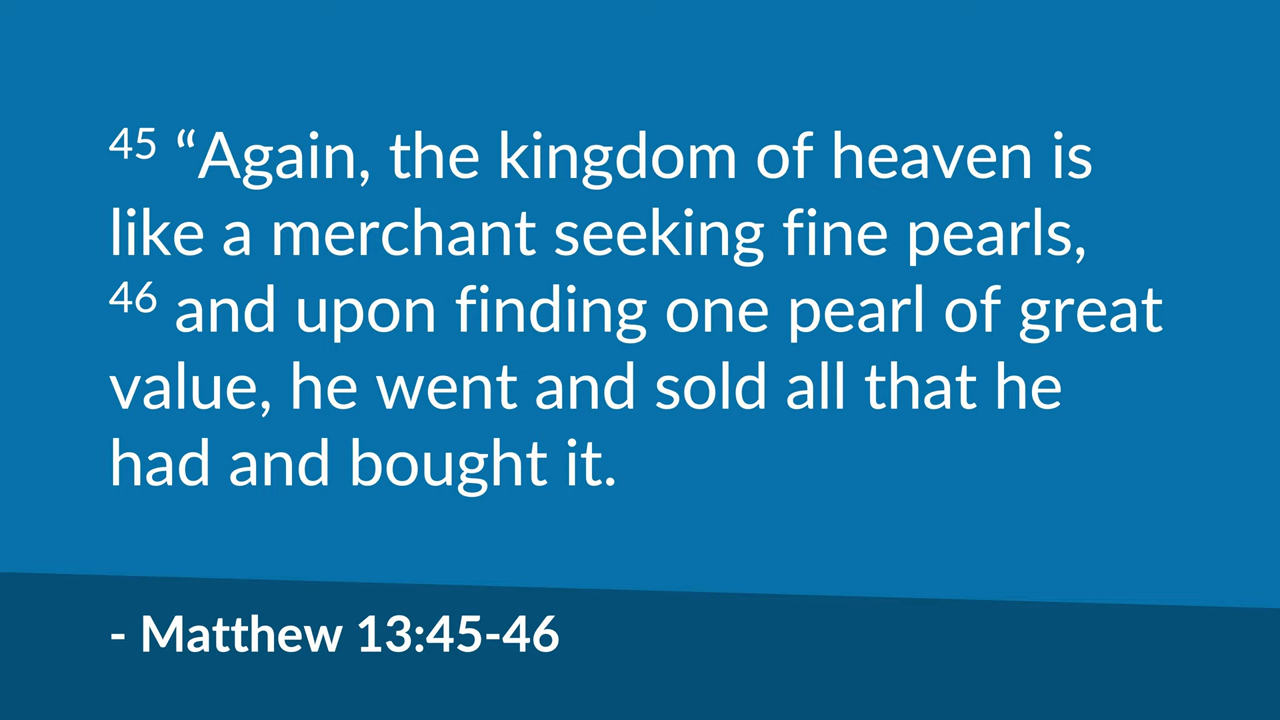 45 “Again, the kingdom of heaven is
like a merchant seeking fine pearls,
46 and upon finding one pearl of great
value, he went and sold all that he
had and bought it.
- Matthew 13:45-46